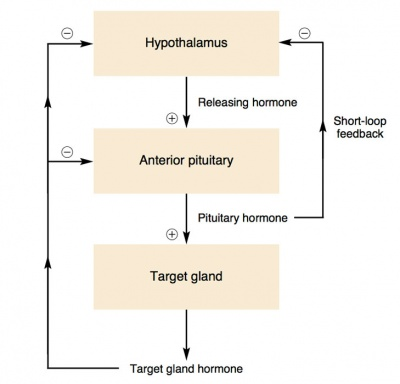 ⊖
⊖
Hypothalamus
Releasing hormone
Short-loop
feedback
⊕
⊖
Anterior pituitary
Pituitary hormone
⊕
Target gland
Target gland hormone